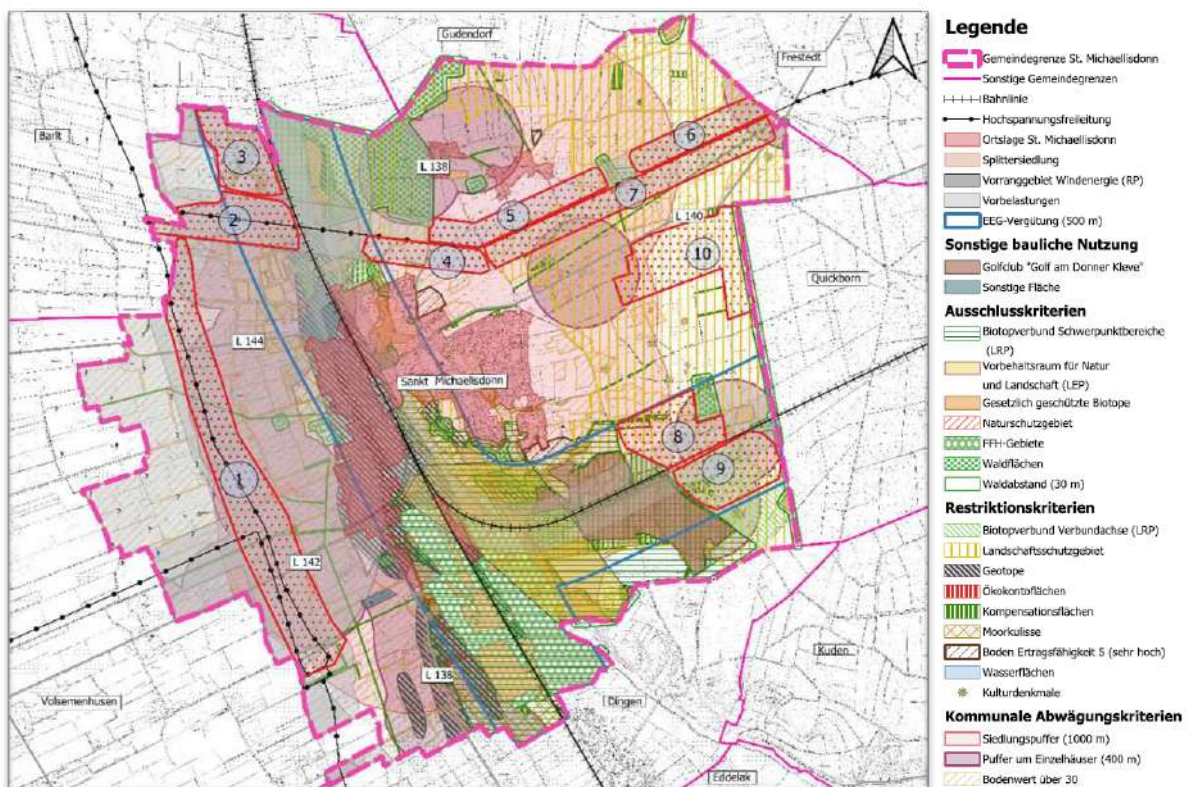 Gudendorf
Frestedt
Barlt
L 138
6
3
7
5
2
L 140
4
10
Quickborn
L 144
Sankt Michaelisdonn
8
9
1
L 142
Kuden
L 138
Volsemenhusen
Dingen
Eddelak
Legende
Gemeindegrenze St. Michaelisdonn
Sonstige Gemeindegrenzen
Bahnlinie
Hochspannungsfreileitung
Ortslage St. Michaelisdonn
Splittersiedlung
Vorranggebiet Windenergie (RP)
Vorbelastungen
EEG-Vergütung (500 m)
Sonstige bauliche Nutzung
Golfclub "Golf am Donner Kleve"
Sonstige Fläche
Ausschlusskriterien
Biotopverbund Schwerpunktbereiche
(LRP)
Vorbehaltsraum für Natur
und Landschaft (LEP)
Gesetzlich geschützte Biotope
Naturschutzgebiet
FFH-Gebiete
Waldflächen
Waldabstand (30 m)
Restriktionskriterien
Biotopverbund Verbundachse (LRP)
Landschaftsschutzgebiet
Geotope
Ökokontoflächen
Kompensationsflächen
Moorkulisse
Boden Ertragsfähigkeit 5 (sehr hoch)
Wasserflächen
Kulturdenkmale
Kommunale Abwägungskriterien
Siedlungspuffer (1000 m)
Puffer um Einzelhäuser (400 m)
Bodenwert über 30